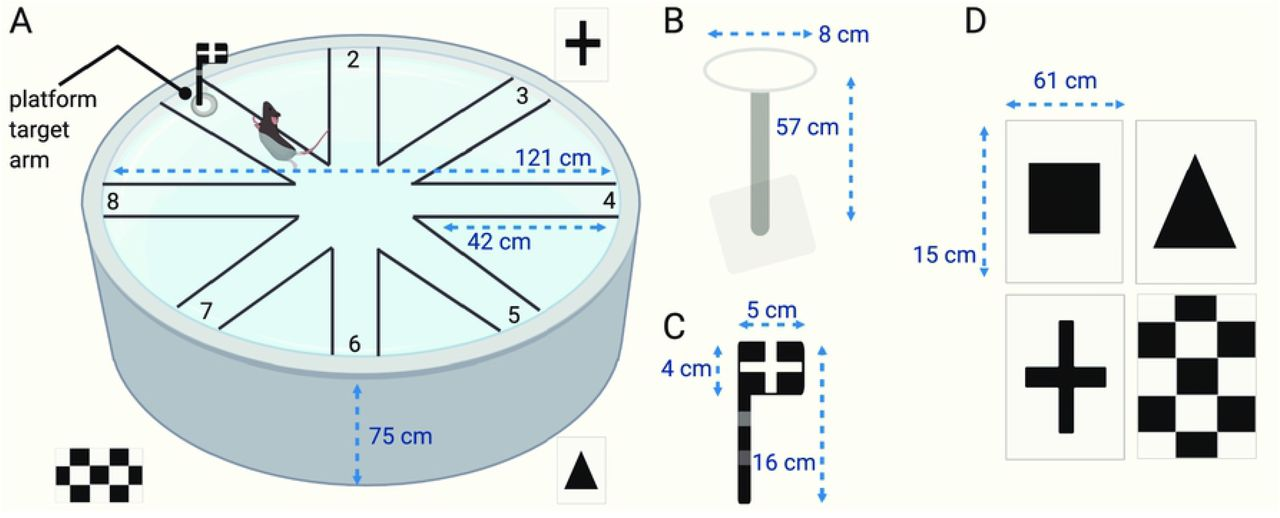 A
B
D
2
8 cm
61 cm
platform
target
arm
3
57 cm
121 cm
8
4
42 cm
15 cm
7
5
6
C
5 cm
4 cm
75 cm
16 cm